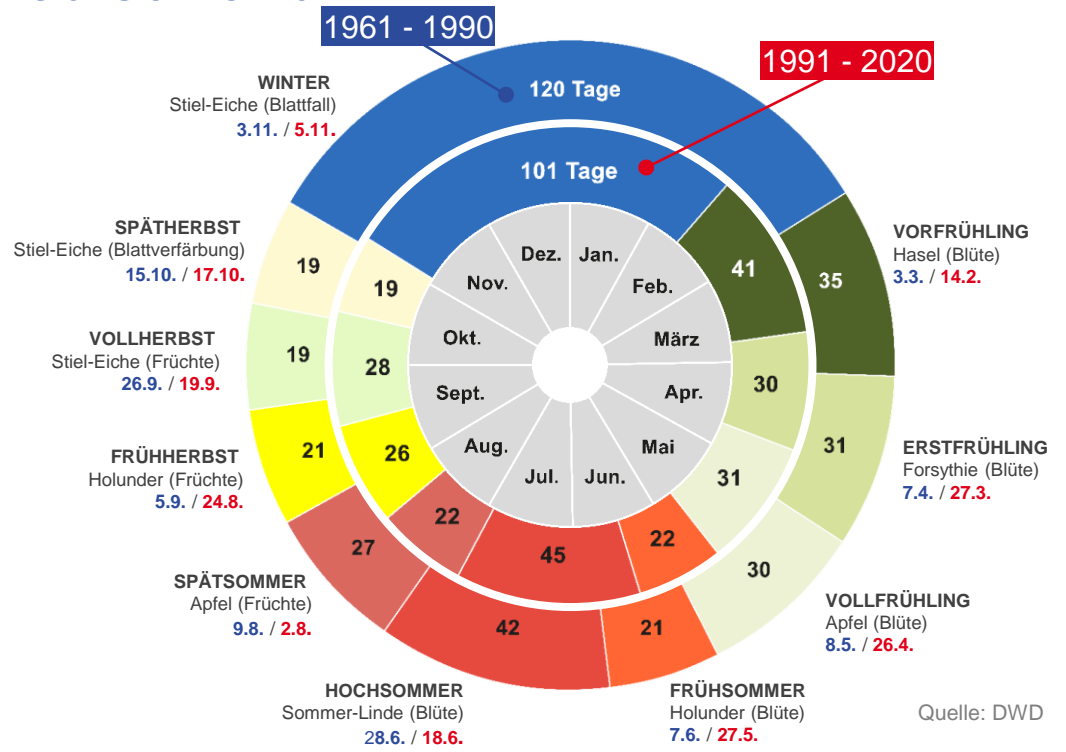 1961 - 1990
1991 - 2020
120 Tage
101 Tage
WINTER
Stiel-Eiche (Blattfall)
3.11. / 5.11.
SPÄTHERBST
Stiel-Eiche (Blattverfärbung)
15.10. / 17.10.
VOLLHERBST
Stiel-Eiche (Früchte)
26.9. / 19.9.
FRÜHHERBST
Holunder (Früchte)
5.9. / 24.8.
SPÄTSOMMER
Apfel (Früchte)
9.8. / 2.8.
HOCHSOMMER
Sommer-Linde (Blüte)
28.6. / 18.6.
FRÜHSOMMER
Holunder (Blüte)
7.6. / 27.5.
VOLLFRÜHLING
Apfel (Blüte)
8.5. / 26.4.
ERSTFRÜHLING
Forsythie (Blüte)
7.4. / 27.3.
VORFRÜHLING
Hasel (Blüte)
3.3. / 14.2.
35
31
30
21
42
27
21
19
19
41
30
31
22
45
22
26
28
19
Jan.
Feb.
März
Apr.
Mai
Jun.
Jul.
Aug.
Sept.
Okt.
Nov.
Dez.
Quelle: DWD